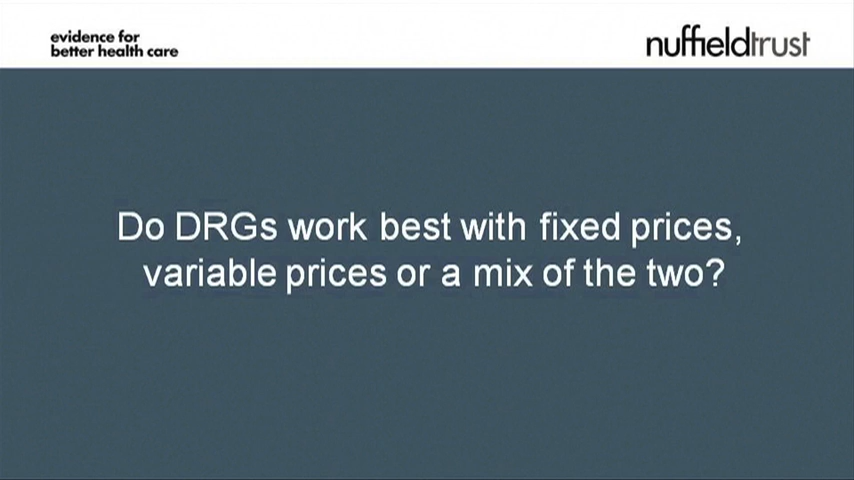 evidence for
better health care
nuffieldtrust
Do DRGs work best with fixed prices,
variable prices or a mix of the two?